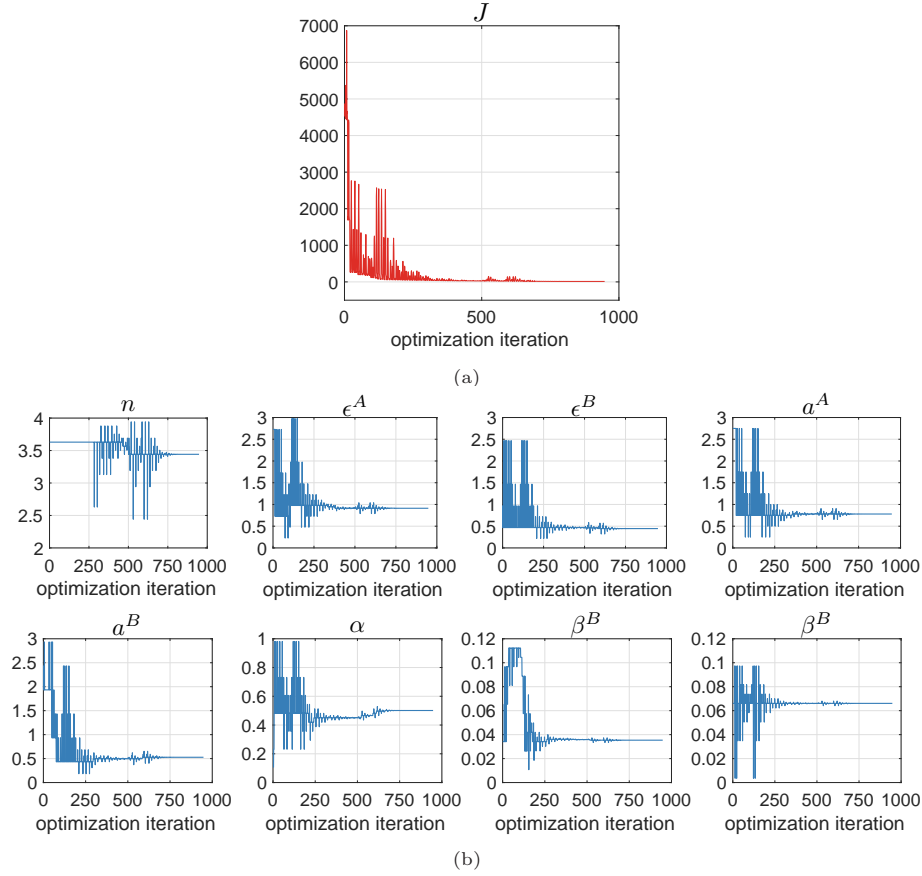 J
7000
6000
5000
4000
3000
2000
1000
0
0 500 1000
optimization iteration
(a)
n ϵ^A ϵ^B a^A
4 3 3 3
3.5 2.5 2.5 2.5
3 2 2 2
2.5 1.5 1.5 1.5
2 1 1 1
0.5 0.5 0.5
0 0 0
0 250 500 750 1000 0 250 500 750 1000 0 250 500 750 1000 0 250 500 750 1000
optimization iteration optimization iteration optimization iteration optimization iteration
a^B α β^B β^B
3 1 0.12 0.12
2.5 0.8 0.1 0.1
2 0.6 0.08 0.08
1.5 0.4 0.06 0.06
1 0.2 0.04 0.04
0.5 0 0.02 0.02
0 0 0
0 250 500 750 1000 0 250 500 750 1000 0 250 500 750 1000 0 250 500 750 1000
optimization iteration optimization iteration optimization iteration optimization iteration
(b)